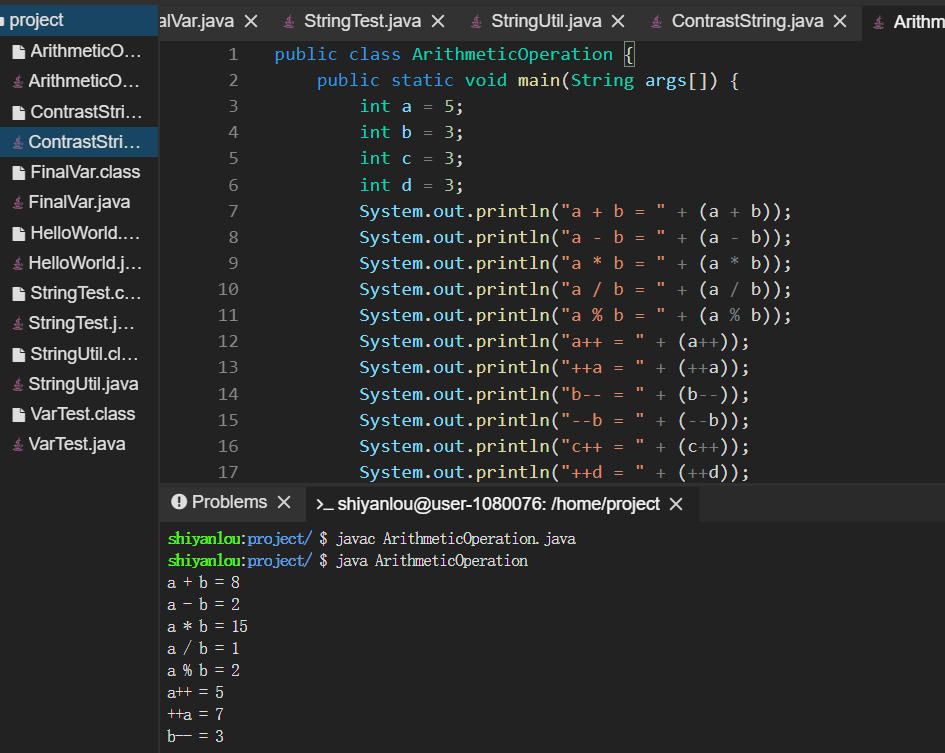 project
ArithmeticO...
ArithmeticO...
ContrastStri...
ContrastStri...
FinalVar.class
FinalVar.java
HelloWorld....
HelloWorld.j...
StringTest.c...
StringTest.j...
StringUtil.cl...
StringUtil.java
VarTest.class
VarTest.java
alVar.java StringTest.java StringUtil.java ContrastString.java Arithm
1 public class ArithmeticOperation {
2 public static void main(String args[]) {
3 int a = 5;
4 int b = 3;
5 int c = 3;
6 int d = 3;
7 System.out.println("a + b = " + (a + b));
8 System.out.println("a - b = " + (a - b));
9 System.out.println("a * b = " + (a * b));
10 System.out.println("a / b = " + (a / b));
11 System.out.println("a % b = " + (a % b));
12 System.out.println("a++ = " + (a++));
13 System.out.println("++a = " + (++a));
14 System.out.println("b-- = " + (b--));
15 System.out.println("--b = " + (--b));
16 System.out.println("c++ = " + (c++));
17 System.out.println("++d = " + (++d));
Problems >_ shiyanlou@user-1080076: /home/project
shiyanlou:project/ $ javac ArithmeticOperation.java
shiyanlou:project/ $ java ArithmeticOperation
a + b = 8
a - b = 2
a * b = 15
a / b = 1
a % b = 2
a++ = 5
++a = 7
b-- = 3